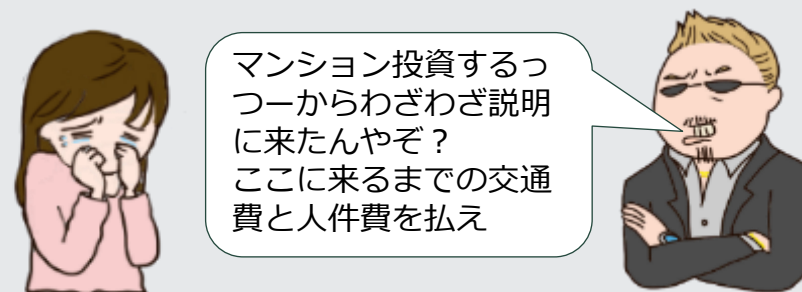 マンション投資するっ
つーからわざわざ説明
に来たんやぞ？
ここに来るまでの交通
費と人件費を払え